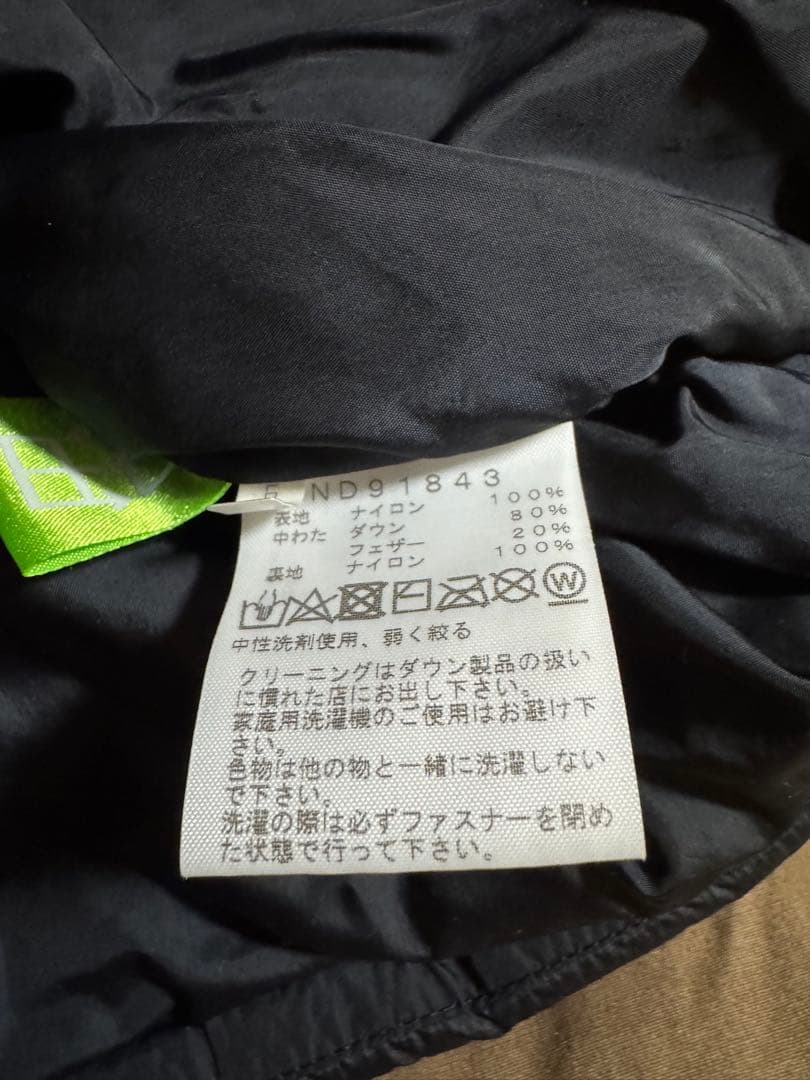 ND91843
表地 ナイロン 100%
中わた ダウン 80%
フェザー 20%
裏地 ナイロン 100%
W
中性洗剤使用、弱く絞る
クリーニングはダウン製品の扱い
に慣れた店にお出し下さい。
家庭用洗濯機のご使用はお避け下
さい。
色物は他の物と一緒に洗濯しない
で下さい。
洗濯の際は必ずファスナーを閉め
た状態で行って下さい。